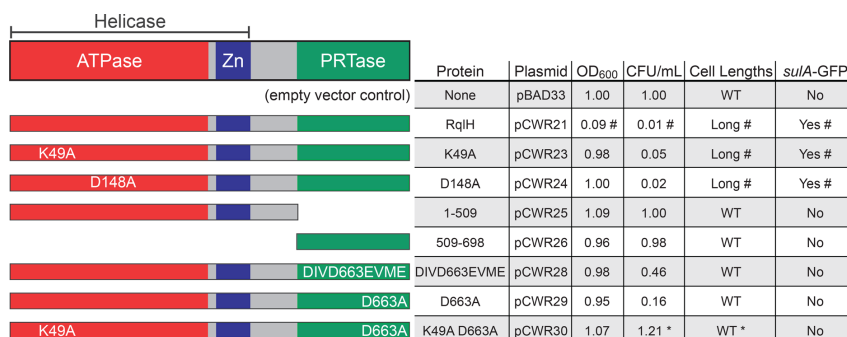 Helicase
ATPase Zn PRTase
Protein Plasmid OD600 CFU/mL Cell Lengths sulA-GFP
(empty vector control) None pBAD33 1.00 1.00 WT No
RqlH pCWR21 0.09 # 0.01 # Long # Yes #
K49A K49A pCWR23 0.98 0.05 Long # Yes #
D148A D148A pCWR24 1.00 0.02 Long # Yes #
1-509 pCWR25 1.09 1.00 WT No
509-698 pCWR26 0.96 0.98 WT No
DIVD663EVME DIVD663EVME pCWR28 0.98 0.46 WT No
D663A D663A pCWR29 0.95 0.16 WT No
K49A D663A K49A D663A pCWR30 1.07 1.21 * WT * No